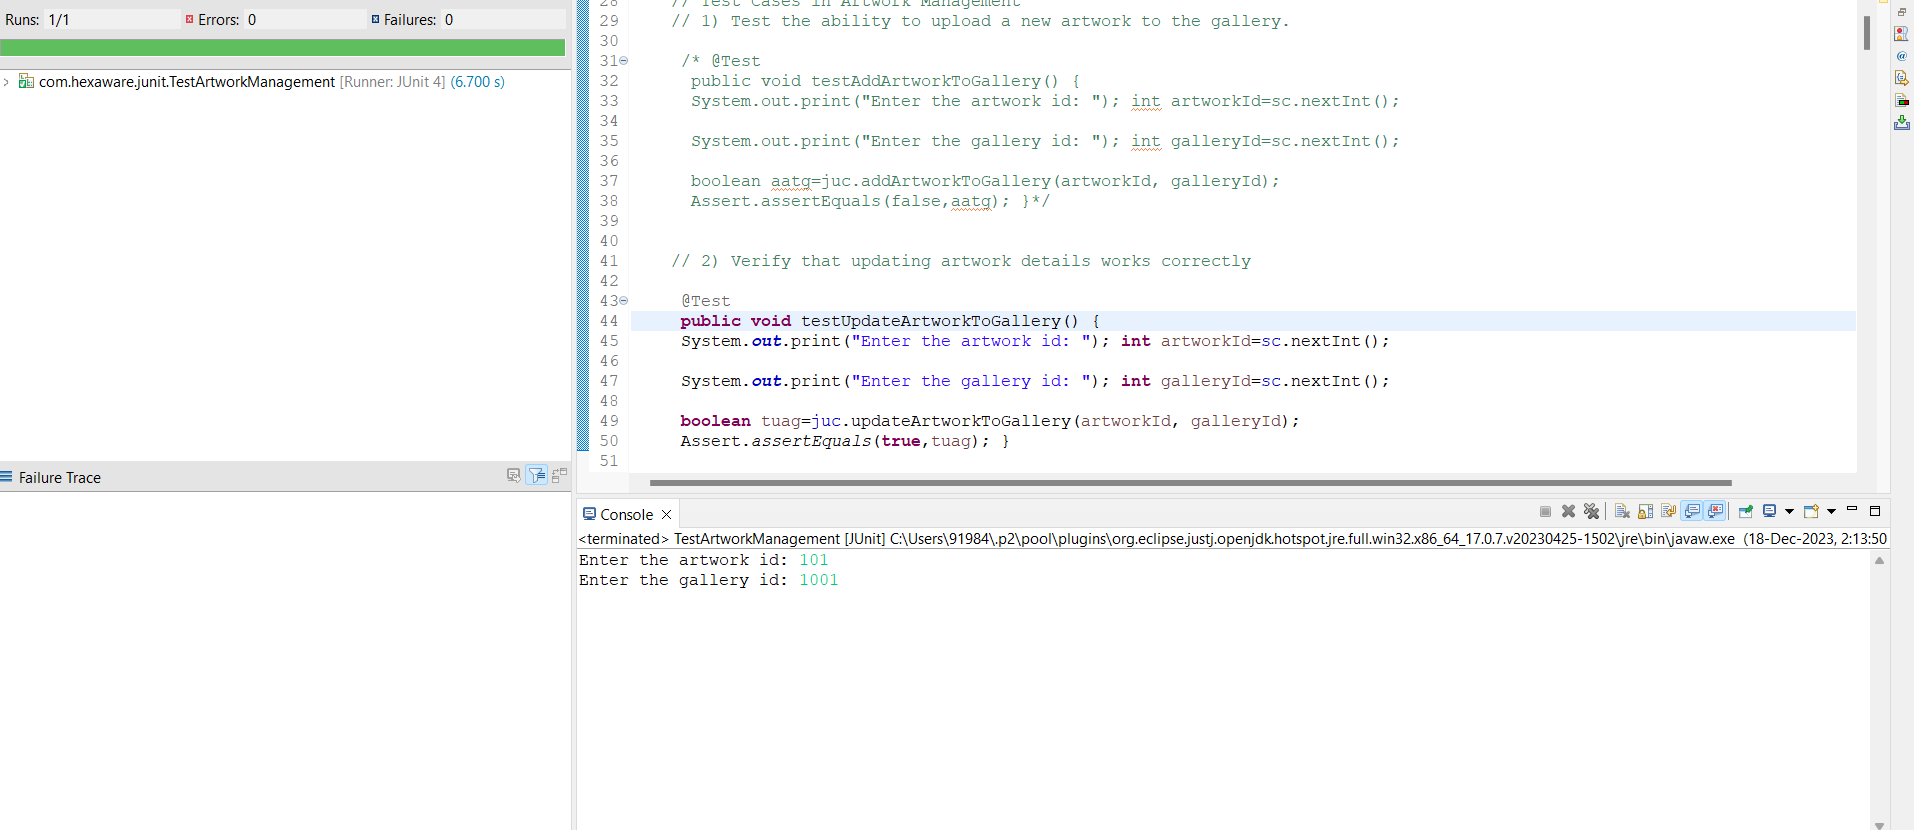 Runs: 1/1 Errors: 0 Failures: 0
com.hexaware.junit.TestArtworkManagement [Runner: JUnit 4] (6.700 s)
Failure Trace
28 // Test Cases in Artwork Management
29 // 1) Test the ability to upload a new artwork to the gallery.
30
31 /* @Test
32 public void testAddArtworkToGallery() {
33 System.out.print("Enter the artwork id: "); int artworkId=sc.nextInt();
34
35 System.out.print("Enter the gallery id: "); int galleryId=sc.nextInt();
36
37 boolean aatg=juc.addArtworkToGallery(artworkId, galleryId);
38 Assert.assertEquals(false,aatg); }*/
39
40
41 // 2) Verify that updating artwork details works correctly
42
43 @Test
44 public void testUpdateArtworkToGallery() {
45 System.out.print("Enter the artwork id: "); int artworkId=sc.nextInt();
46
47 System.out.print("Enter the gallery id: "); int galleryId=sc.nextInt();
48
49 boolean tuag=juc.updateArtworkToGallery(artworkId, galleryId);
50 Assert.assertEquals(true,tuag); }
51
Console
<terminated> TestArtworkManagement [JUnit] C:\Users\91984\.p2\pool\plugins\org.eclipse.justj.openjdk.hotspot.jre.full.win32.x86_64_17.0.7.v20230425-1502\jre\bin\javaw.exe (18-Dec-2023, 2:13:50
Enter the artwork id: 101
Enter the gallery id: 1001